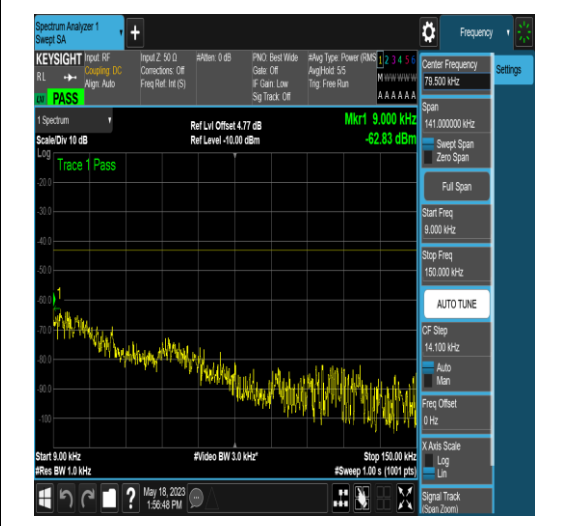 Spectrum Analyzer 1
Swept SA
+
Frequency
KEYSIGHT
RL
PASS
Input: RF
Coupling: DC
Align: Auto
Input Z: 50 Ω
Corrections: Off
Freq Ref: Int (S)
#Atten: 0 dB
PNO: Best Wide
Gate: Off
IF Gain: Low
Sig Track: Off
#Avg Type: Power (RMS
Avg|Hold: 5/5
Trig: Free Run
1 2 3 4 5 6
M W W W W W
A A A A A A
1 Spectrum
Scale/Div 10 dB
Ref Lvl Offset 4.77 dB
Ref Level -10.00 dBm
Mkr1 9.000 kHz
-62.83 dBm
Log
Trace 1 Pass
-20.0
-30.0
-40.0
-50.0
-60.0
-70.0
-80.0
-90.0
-100
1
Start 9.00 kHz
#Res BW 1.0 kHz
#Video BW 3.0 kHz*
Stop 150.00 kHz
#Sweep 1.00 s (1001 pts)
?
May 18, 2023
1:56:48 PM
Center Frequency
79.500 kHz
Span
141.000000 kHz
Swept Span
Zero Span
Full Span
Start Freq
9.000 kHz
Stop Freq
150.000 kHz
AUTO TUNE
CF Step
14.100 kHz
Auto
Man
Freq Offset
0 Hz
X Axis Scale
Log
Lin
Signal Track
(Span Zoom)
Settings